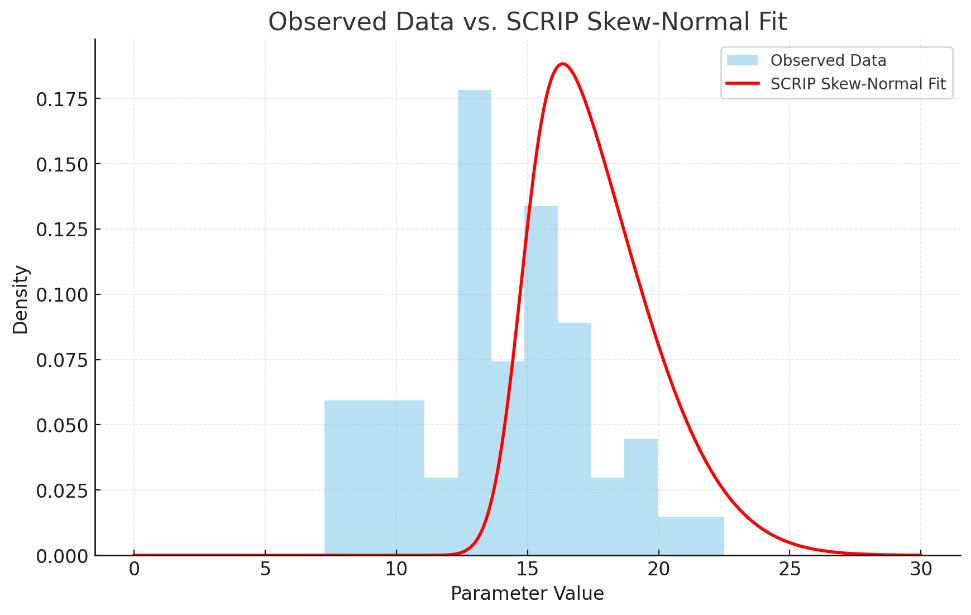 Observed Data vs. SCRIP Skew-Normal Fit
Observed Data
SCRIP Skew-Normal Fit
Density
0.175
0.150
0.125
0.100
0.075
0.050
0.025
0.000
0 5 10 15 20 25 30
Parameter Value